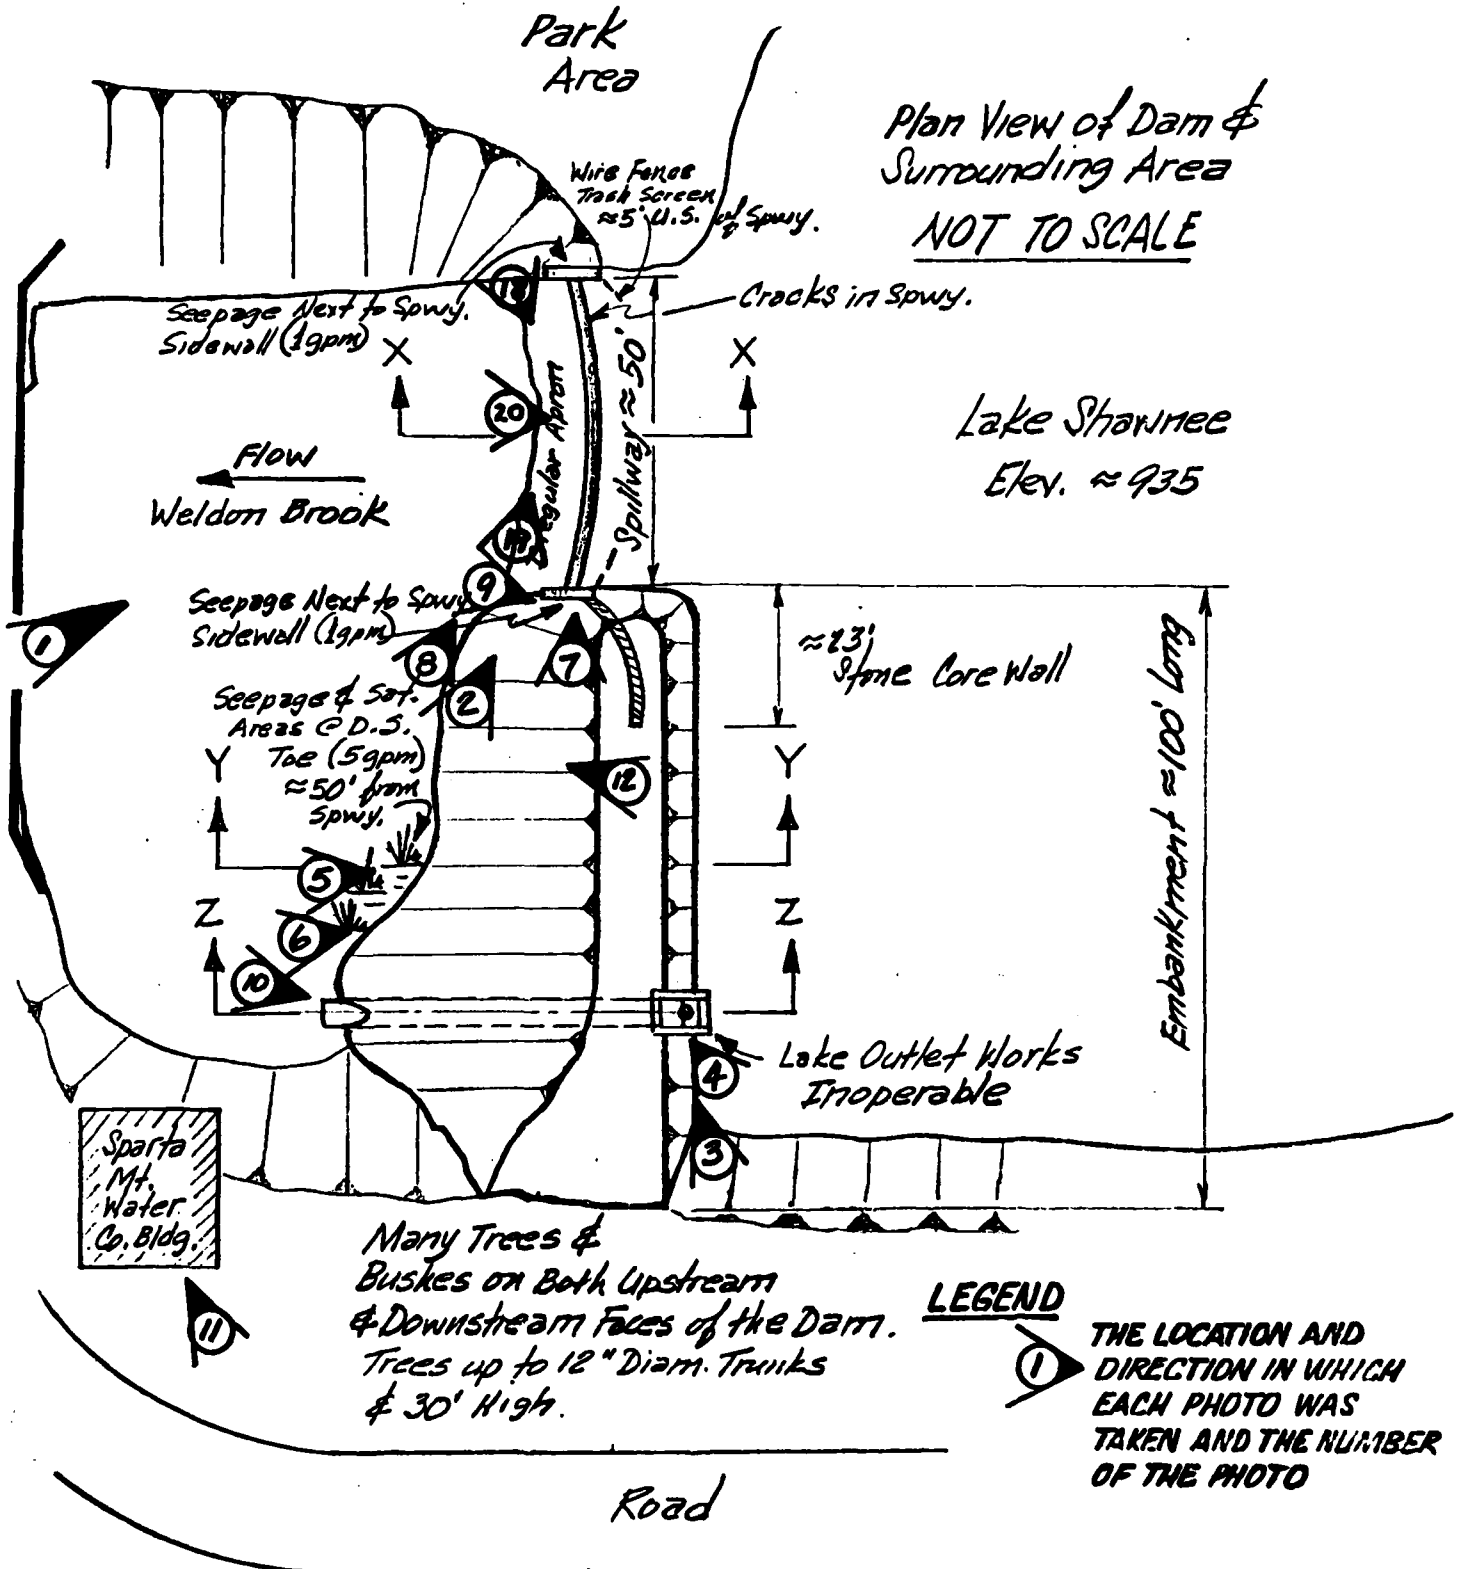 Park
Area
Plan View of Dam &
Surrounding Area
NOT TO SCALE
Wire Fence
Trash Screen
≈5' U.S. of Spwy.
18
Seepage Next to Spwy.
Sidewall (1gpm)
Cracks in Spwy.
X
X
20
Irregular Apron
Spillway ≈ 50'
Lake Shawnee
Elev. ≈ 935
Flow
Weldon Brook
19
9
Seepage Next to Spwy
Sidewall (1gpm)
1
8
2
7
≈23'
Stone Core Wall
Seepage & Sat.
Areas @ D.S.
Toe (5gpm)
≈50' from
Spwy.
Y
Y
12
Embankment ≈ 100' Long
5
Z
Z
6
10
4
Lake Outlet Works
Inoperable
3
Sparta
Mt.
Water
Co. Bldg.
11
Many Trees &
Bushes on Both Upstream
& Downstream Faces of the Dam.
Trees up to 12" Diam. Trunks
& 30' High.
LEGEND
1
THE LOCATION AND
DIRECTION IN WHICH
EACH PHOTO WAS
TAKEN AND THE NUMBER
OF THE PHOTO
Road